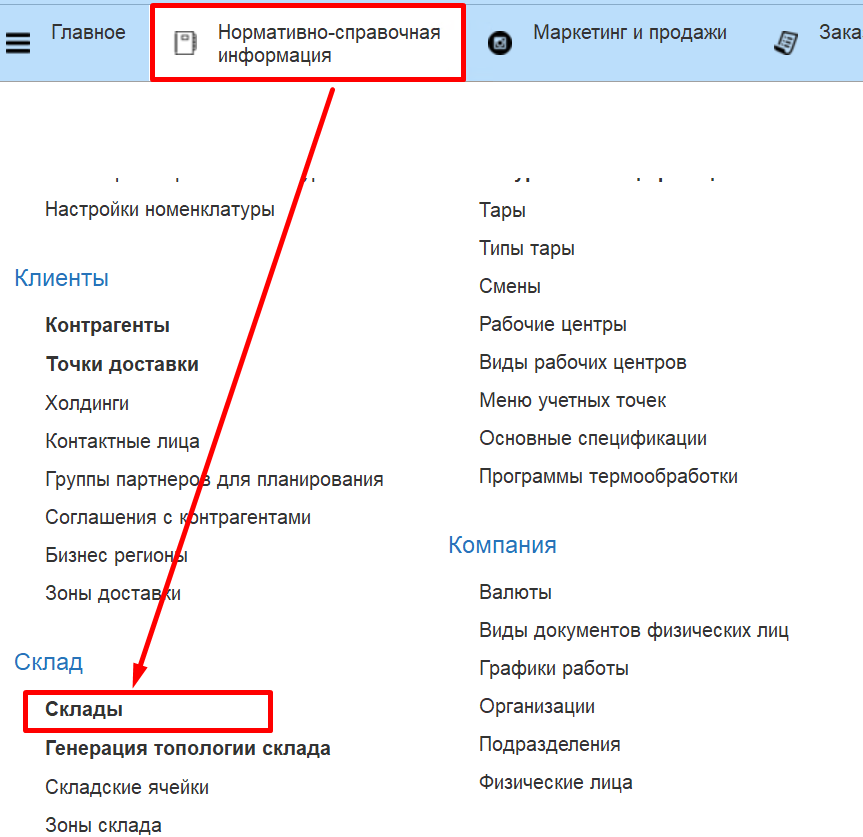 Главное
Нормативно-справочная
информация
Маркетинг и продажи
Зака
Настройки номенклатуры
Клиенты
Контрагенты
Точки доставки
Холдинги
Контактные лица
Группы партнеров для планирования
Соглашения с контрагентами
Бизнес регионы
Зоны доставки
Склад
Склады
Генерация топологии склада
Складские ячейки
Зоны склада
Тары
Типы тары
Смены
Рабочие центры
Виды рабочих центров
Меню учетных точек
Основные спецификации
Программы термообработки
Компания
Валюты
Виды документов физических лиц
Графики работы
Организации
Подразделения
Физические лица